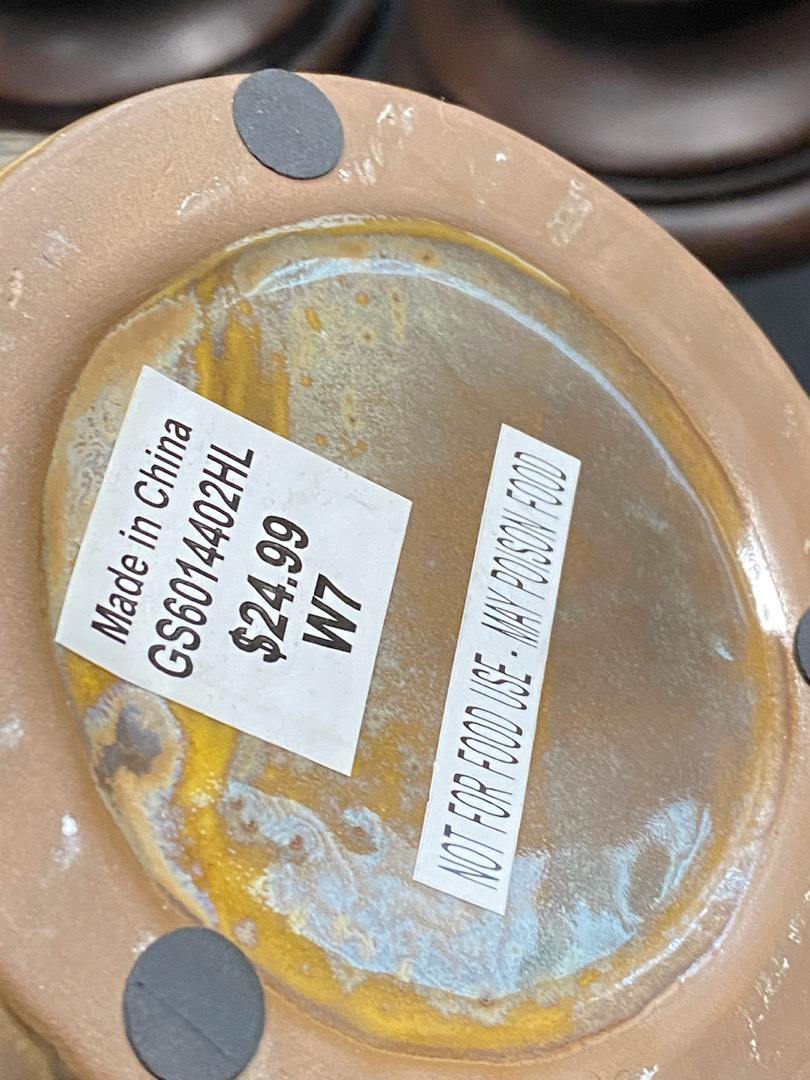 Made in China
GS6014402HL
$24.99
W7
NOT FOR FOOD USE - MAY POISON FOOD